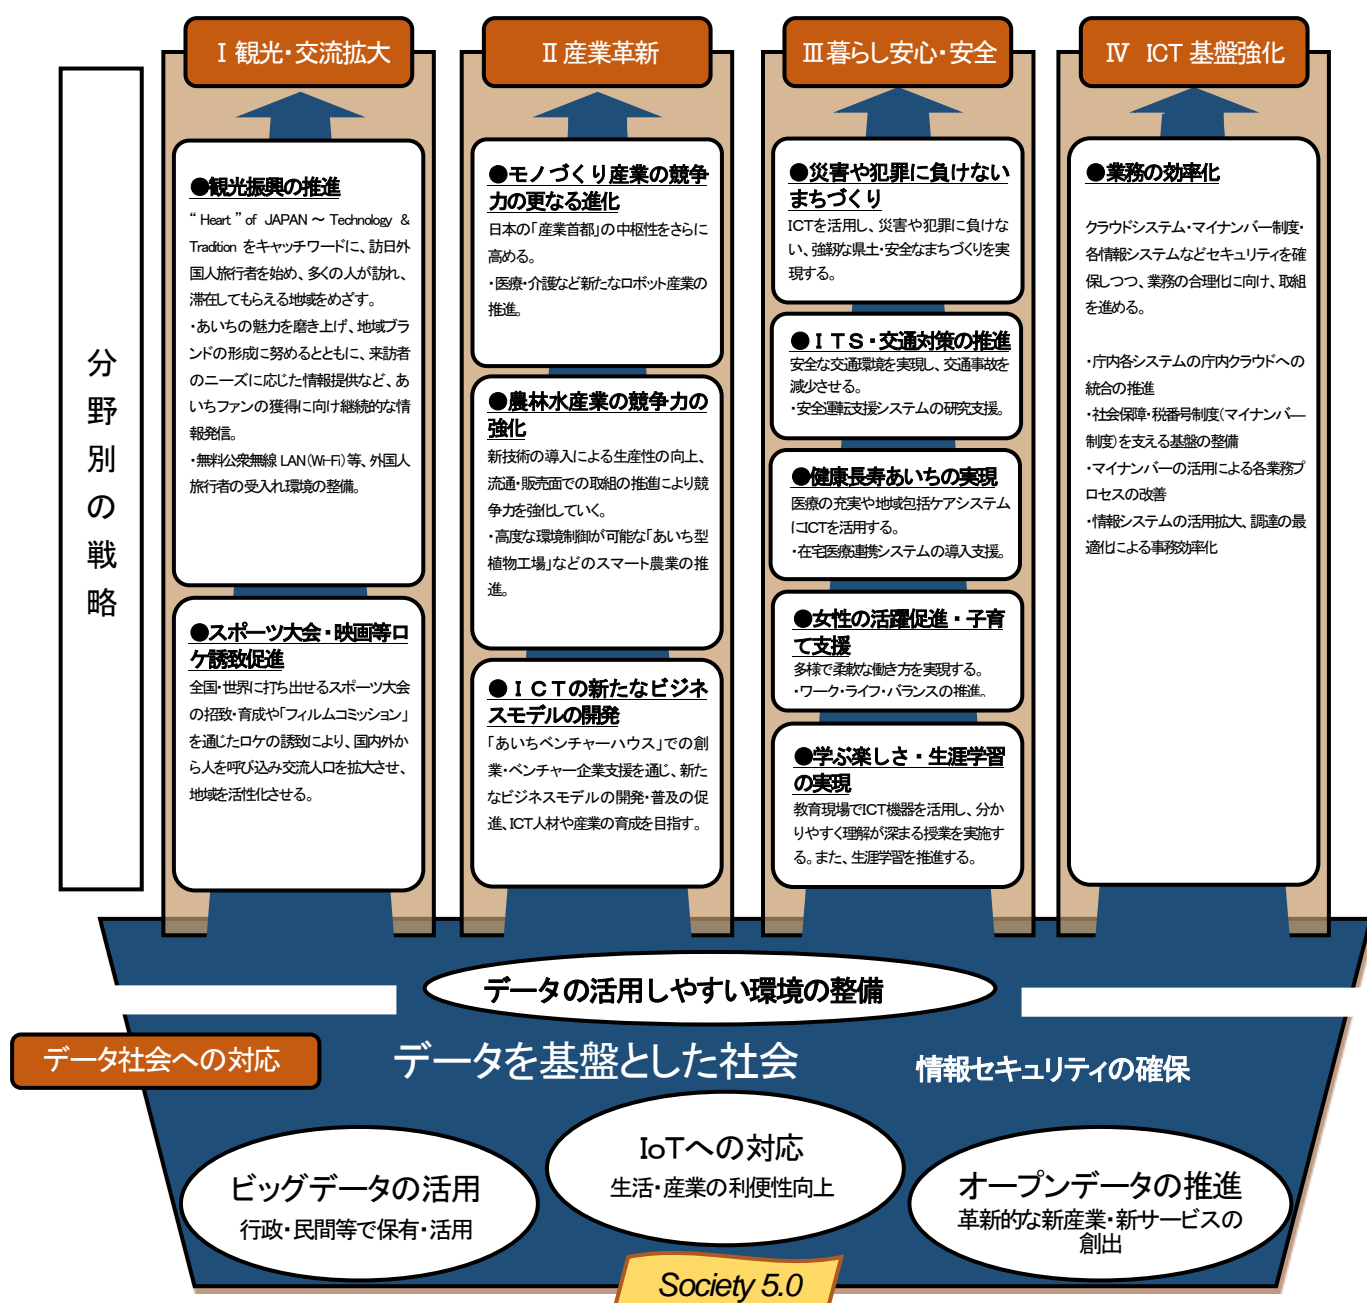 Ⅰ 観光・交流拡大
●観光振興の推進
“ Heart ” of JAPAN ～ Technology &
Tradition をキャッチワードに、訪日外
国人旅行者を始め、多くの人が訪れ、
滞在してもらえる地域をめざす。
・あいちの魅力を磨き上げ、地域ブラ
ンドの形成に努めるとともに、来訪者
のニーズに応じた情報提供など、あ
いちファンの獲得に向け継続的な情
報発信。
・無料公衆無線 LAN(Wi-Fi)等、外国人
旅行者の受入れ環境の整備。
●スポーツ大会・映画等ロ
ケ誘致促進
全国・世界に打ち出せるスポーツ大会
の招致・育成や「フィルムコミッション」
を通じたロケの誘致により、国内外か
ら人を呼び込み交流人口を拡大させ、
地域を活性化させる。
Ⅱ 産業革新
●モノづくり産業の競争
力の更なる進化
日本の「産業首都」の中枢性をさらに
高める。
・医療・介護など新たなロボット産業の
推進。
●農林水産業の競争力の
強化
新技術の導入による生産性の向上、
流通・販売面での取組の推進により競
争力を強化していく。
・高度な環境制御が可能な「あいち型
植物工場」などのスマート農業の推
進。
●ＩＣＴの新たなビジネ
スモデルの開発
「あいちベンチャーハウス」での創
業・ベンチャー企業支援を通じ、新た
なビジネスモデルの開発・普及の促
進、ICT人材や産業の育成を目指す。
Ⅲ 暮らし安心・安全
●災害や犯罪に負けない
まちづくり
ICTを活用し、災害や犯罪に負けな
い、強靱な県土・安全なまちづくりを実
現する。
●ＩＴＳ・交通対策の推進
安全な交通環境を実現し、交通事故を
減少させる。
・安全運転支援システムの研究支援。
●健康長寿あいちの実現
医療の充実や地域包括ケアシステム
にICTを活用する。
・在宅医療連携システムの導入支援。
●女性の活躍促進・子育
て支援
多様で柔軟な働き方を実現する。
・ワーク・ライフ・バランスの推進。
●学ぶ楽しさ・生涯学習
の実現
教育現場でICT機器を活用し、分か
りやすく理解が深まる授業を実施す
る。また、生涯学習を推進する。
Ⅳ ICT 基盤強化
●業務の効率化
クラウドシステム・マイナンバー制度・
各情報システムなどセキュリティを確
保しつつ、業務の合理化に向け、取組
を進める。
・庁内各システムの庁内クラウドへの
統合の推進
・社会保障・税番号制度(マイナンバー
制度)を支える基盤の整備
・マイナンバーの活用による各業務プ
ロセスの改善
・情報システムの活用拡大、調達の最
適化による事務効率化
分野別の戦略
データの活用しやすい環境の整備
データ社会への対応
データを基盤とした社会
情報セキュリティの確保
IoTへの対応
生活・産業の利便性向上
ビッグデータの活用
行政・民間等で保有・活用
オープンデータの推進
革新的な新産業・新サービスの
創出
Society 5.0